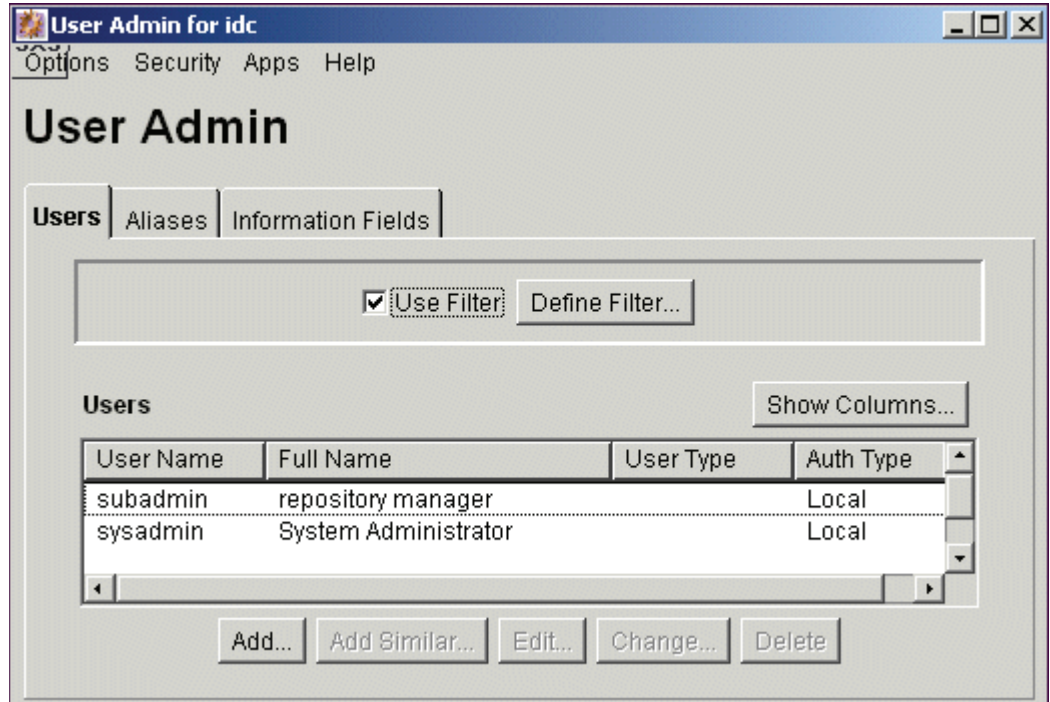 User Admin for idc
Options Security Apps Help
User Admin
Users Aliases Information Fields
Use Filter Define Filter...
Users Show Columns...
User Name Full Name User Type Auth Type
subadmin repository manager Local
sysadmin System Administrator Local
Add... Add Similar... Edit... Change... Delete